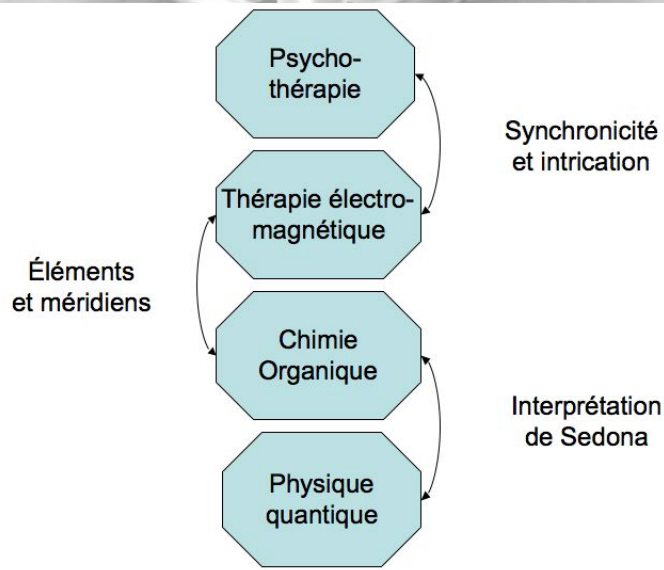 Psycho-
thérapie
Synchronicité
et intrication
Thérapie électro-
magnétique
Éléments
et méridiens
Chimie
Organique
Interprétation
de Sedona
Physique
quantique